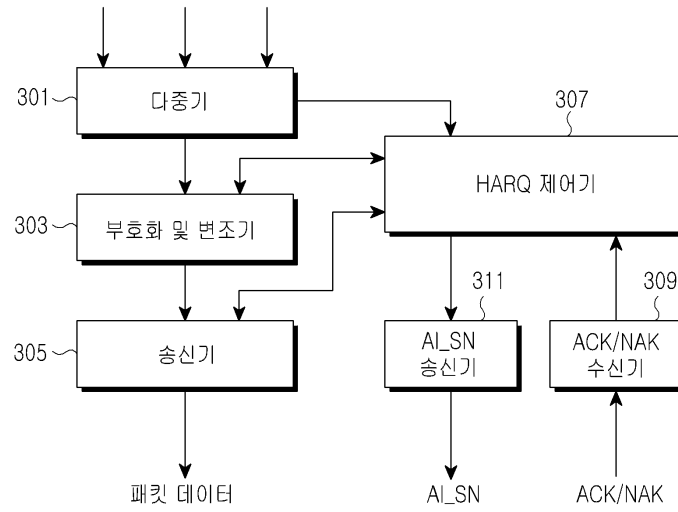 301
다중기
307
HARQ 제어기
303
부호화 및 변조기
311
309
305
송신기
AI_SN
송신기
ACK/NAK
수신기
패킷 데이터
AI_SN
ACK/NAK